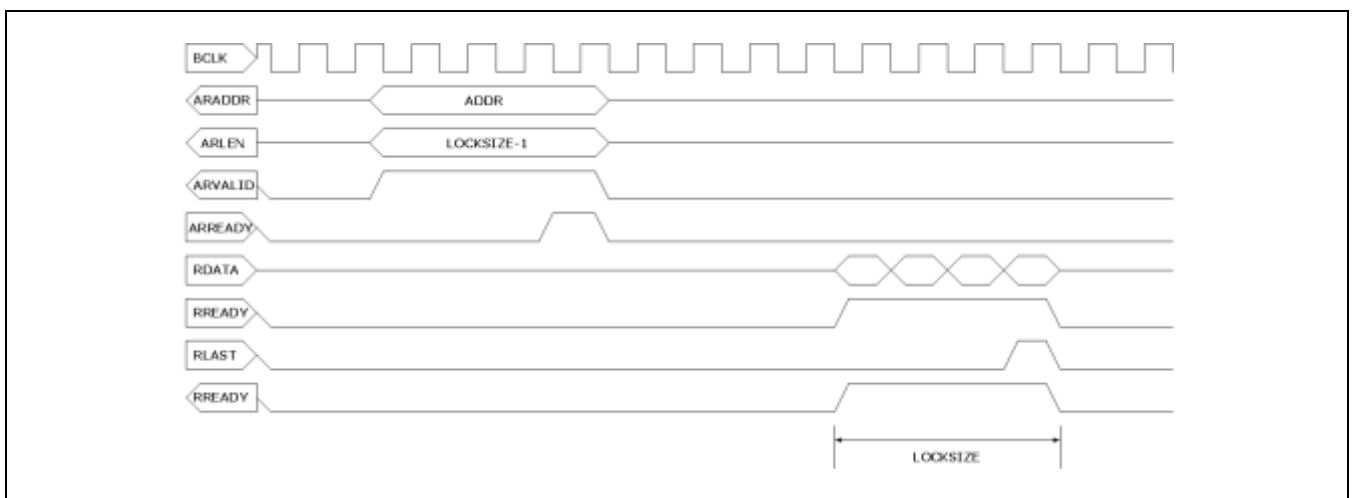 BCLK
ARADDR ADDR
ARLEN LOCKSIZE-1
ARVALID
ARREADY
RDATA
RREADY
RLAST
RREADY
LOCKSIZE